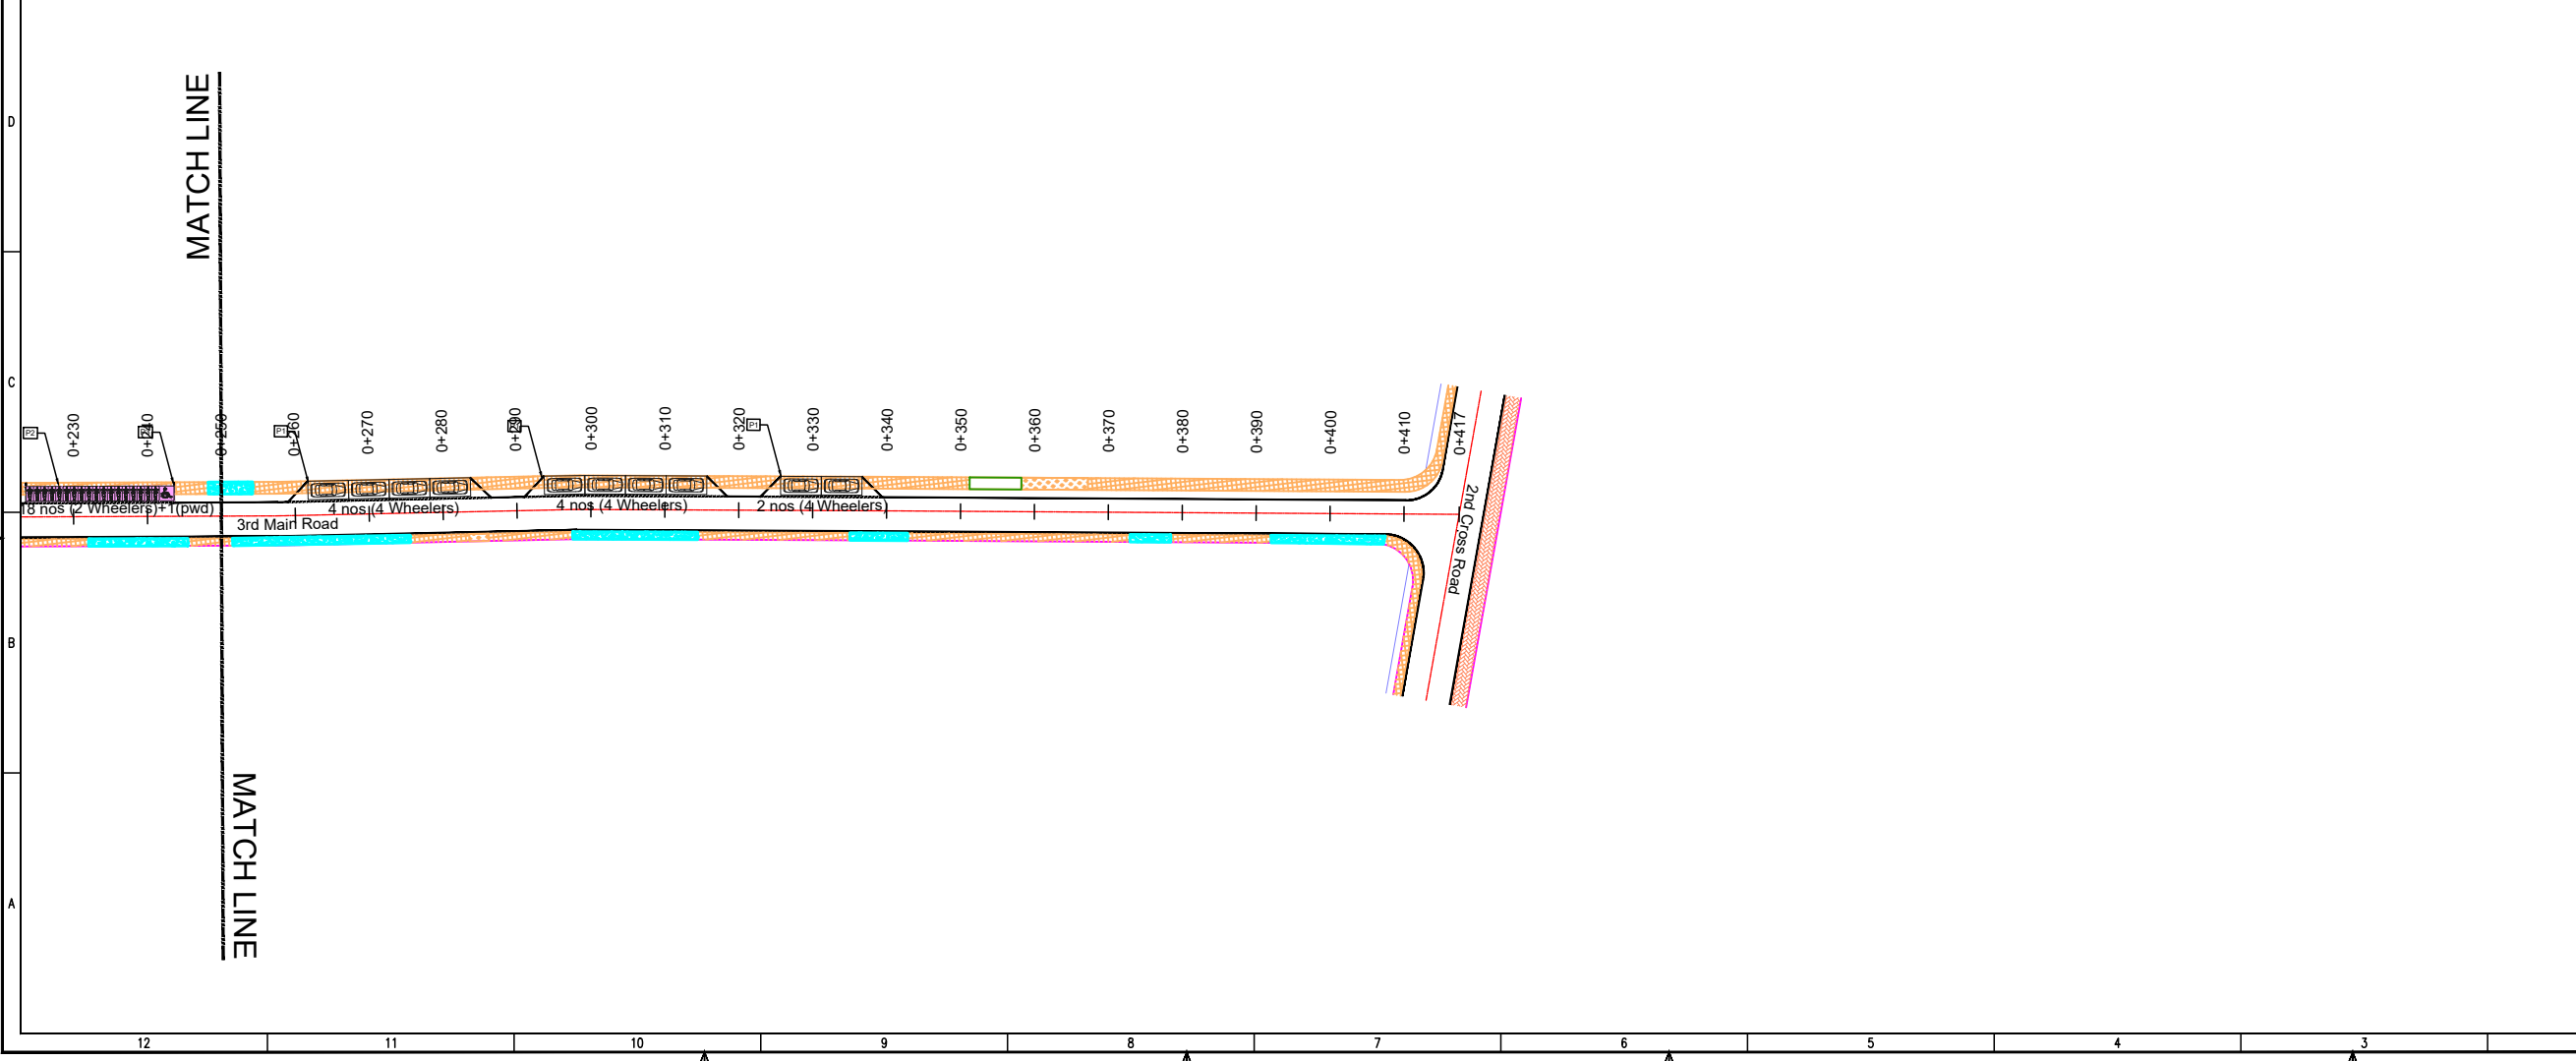 D
MATCH LINE
C
P2
0+230
0+240
0+250
P1
0+260
0+270
0+280
0+290
0+300
0+310
0+320
P1
0+330
0+340
0+350
0+360
0+370
0+380
0+390
0+400
0+410
0+417
18 nos (2 Wheelers)+1(pwd)
4 nos (4 Wheelers)
4 nos (4 Wheelers)
2 nos (4 Wheelers)
3rd Main Road
2nd Cross Road
B
MATCH LINE
A
12
11
10
9
8
7
6
5
4
3